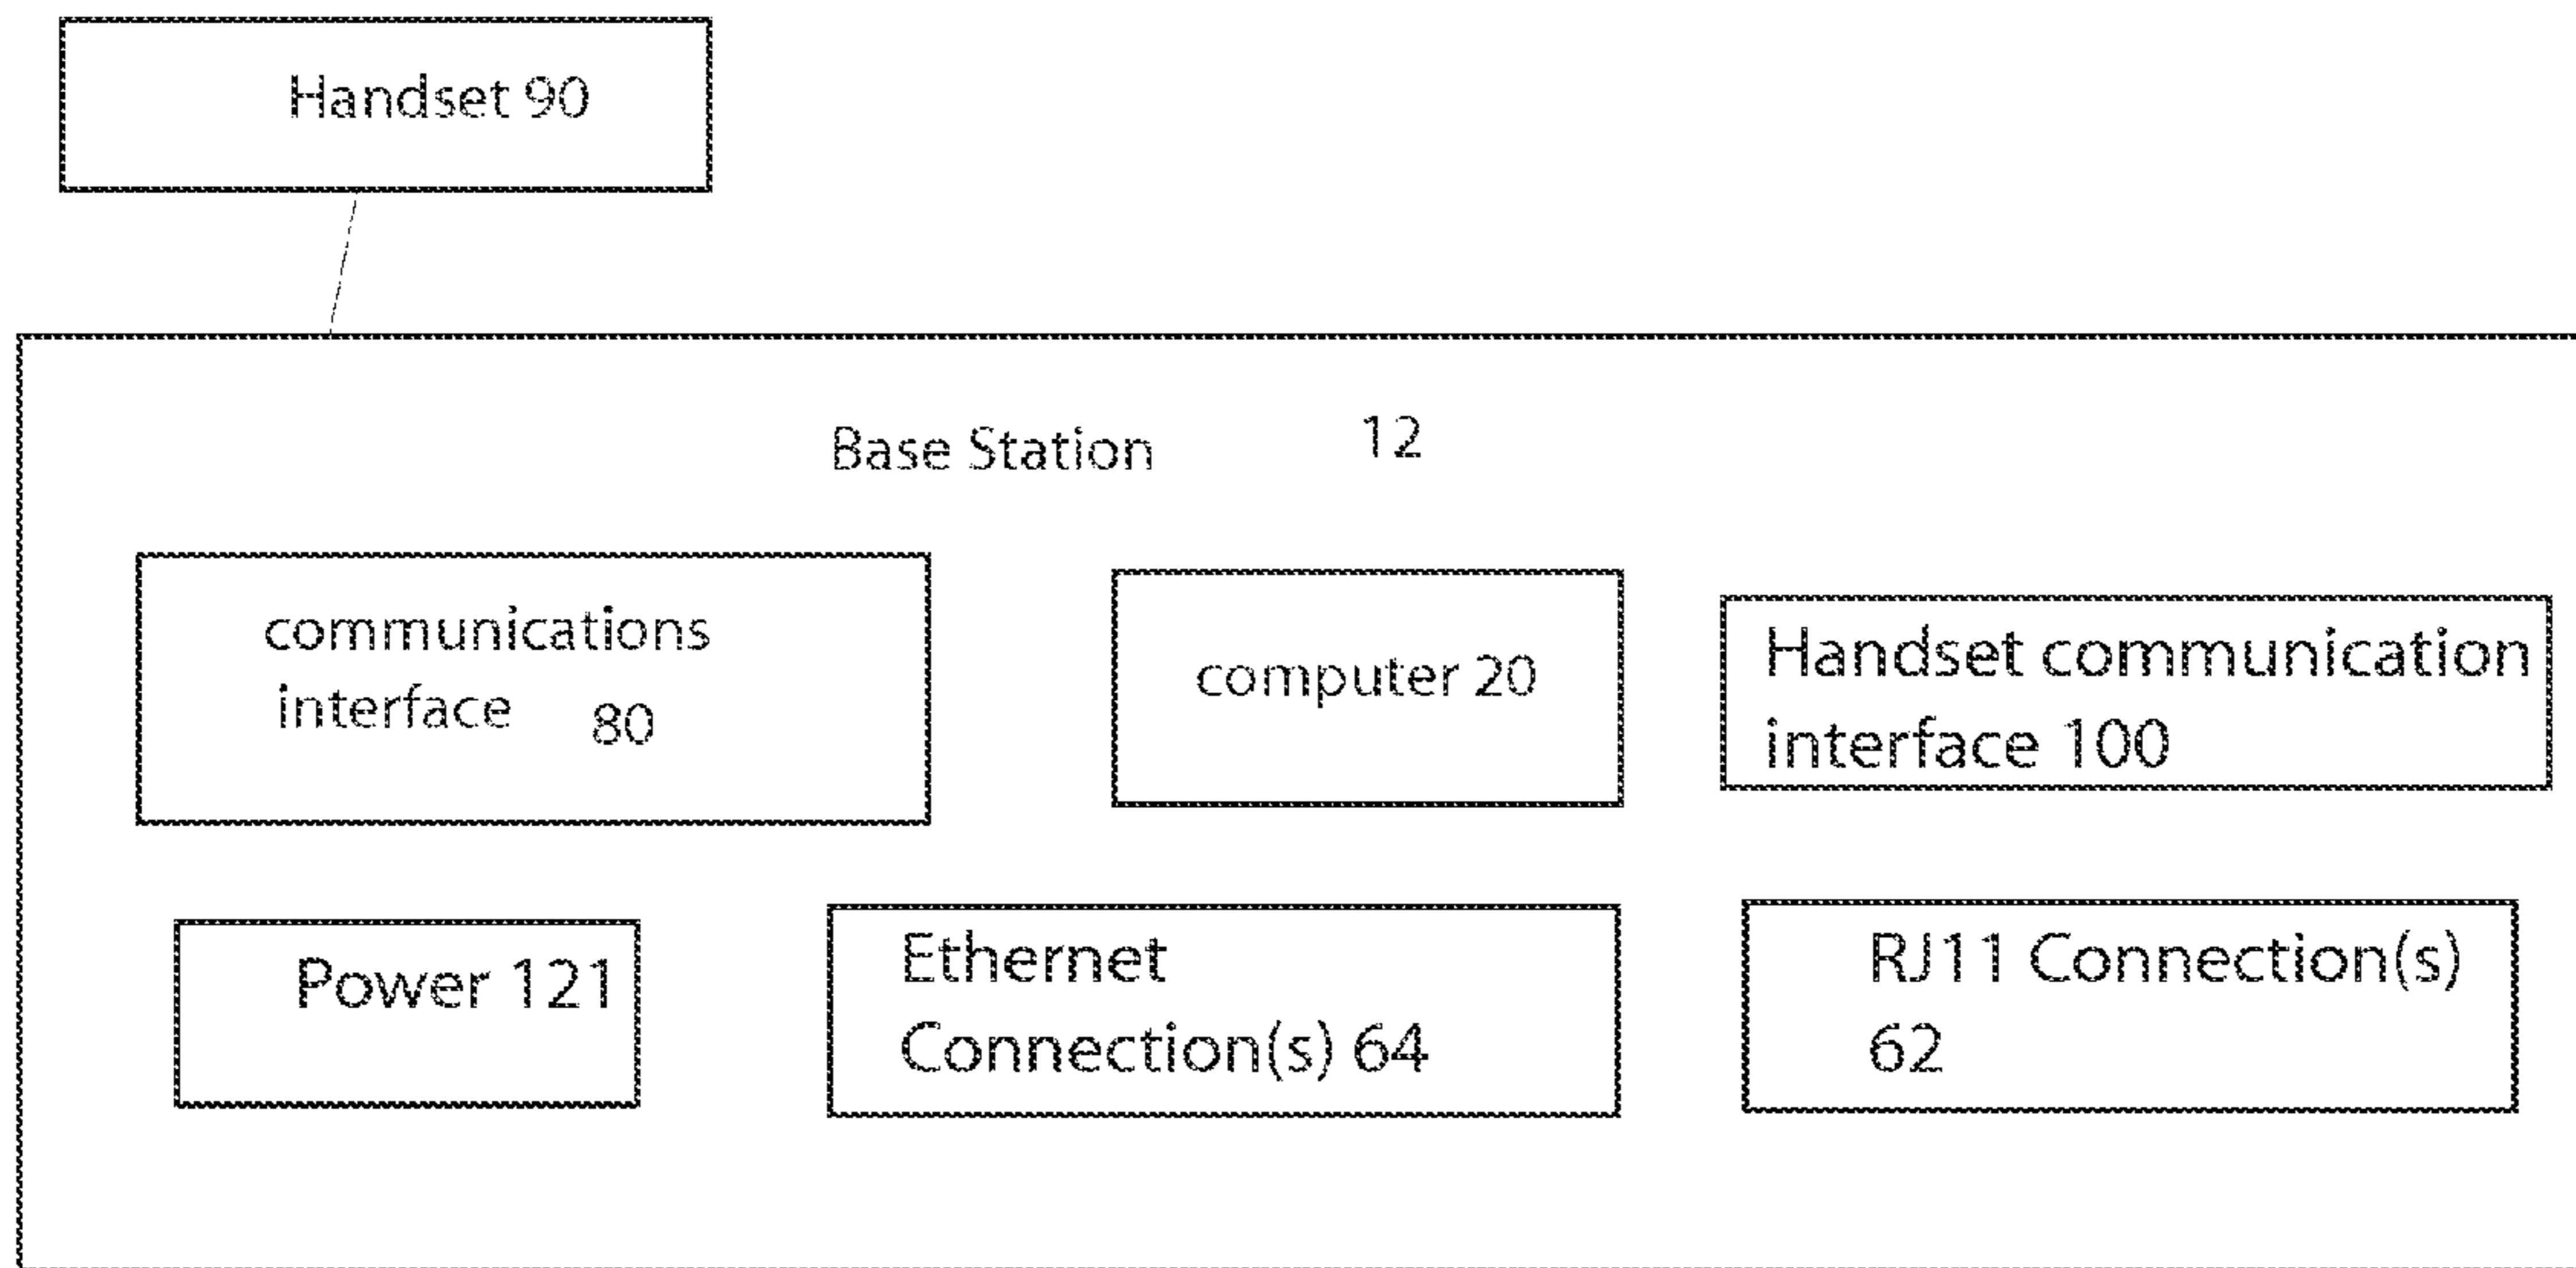 Handset 90
Base Station 12
communications
interface 80
computer 20
Handset communication
interface 100
Power 121
Ethernet
Connection(s) 64
RJ11 Connection(s)
62